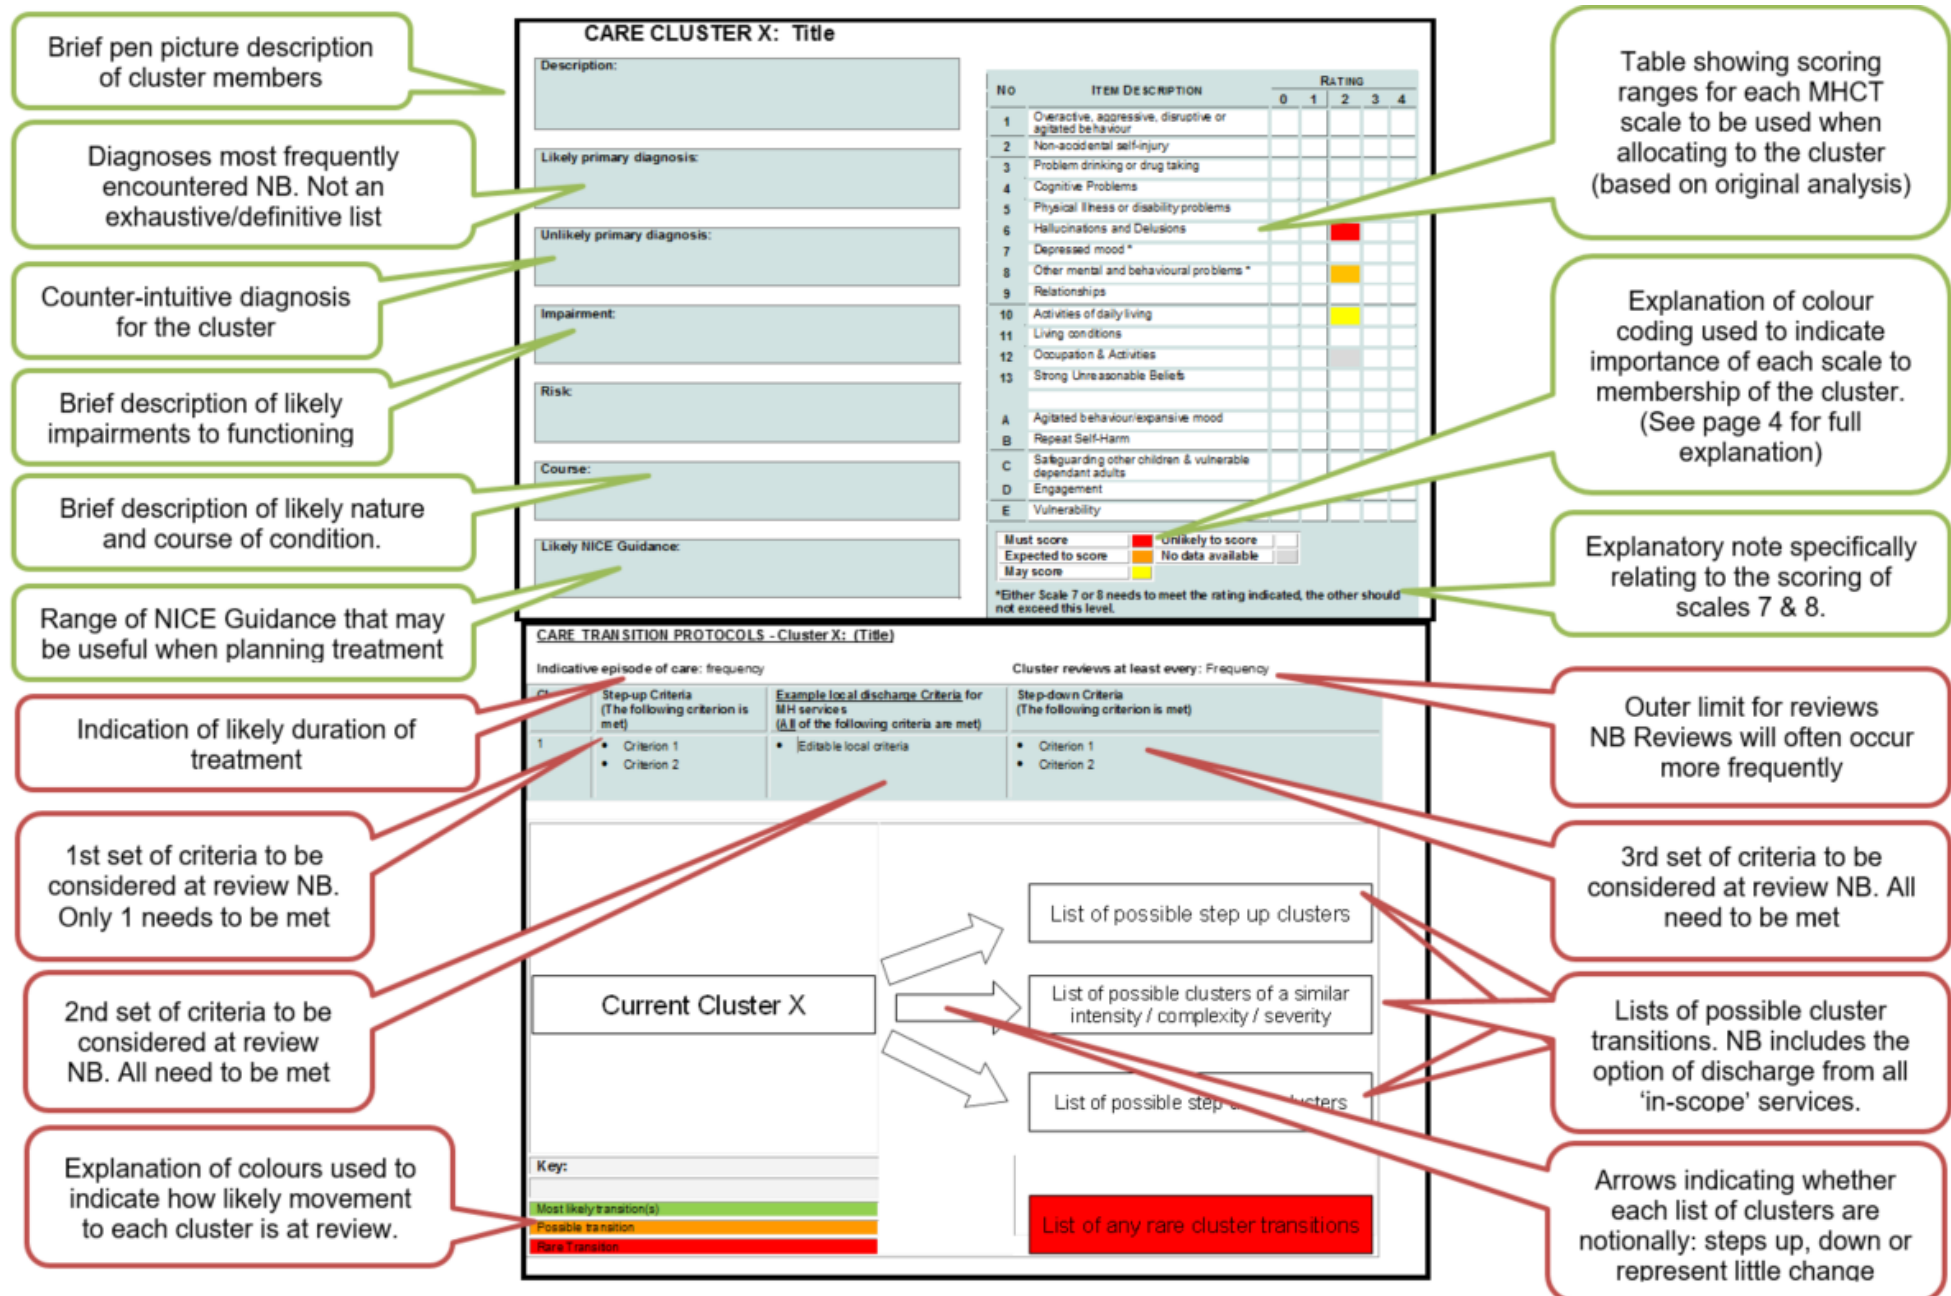 Brief pen picture description
of cluster members
Diagnoses most frequently
encountered NB. Not an
exhaustive/definitive list
Counter-intuitive diagnosis
for the cluster
Brief description of likely
impairments to functioning
Brief description of likely nature
and course of condition.
Range of NICE Guidance that may
be useful when planning treatment
Indication of likely duration of
treatment
1st set of criteria to be
considered at review NB.
Only 1 needs to be met
2nd set of criteria to be
considered at review
NB. All need to be met
Explanation of colours used to
indicate how likely movement
to each cluster is at review.
CARE CLUSTER X: Title
Description:
Likely primary diagnosis:
Unlikely primary diagnosis:
Impairment:
Risk:
Course:
Likely NICE Guidance:
No ITEM DESCRIPTION RATING
0 1 2 3 4
1 Overactive, aggressive, disruptive or
agitated behaviour
2 Non-accidental self-injury
3 Problem drinking or drug taking
4 Cognitive Problems
5 Physical Illness or disability problems
6 Hallucinations and Delusions
7 Depressed mood *
8 Other mental and behavioural problems *
9 Relationships
10 Activities of daily living
11 Living conditions
12 Occupation & Activities
13 Strong Unreasonable Beliefs
A Agitated behaviour/expansive mood
B Repeat Self-Harm
C Safeguarding other children & vulnerable
dependant adults
D Engagement
E Vulnerability
Must score Unlikely to score
Expected to score No data available
May score
*Either Scale 7 or 8 needs to meet the rating indicated, the other should
not exceed this level.
CARE TRANSITION PROTOCOLS - Cluster X: (Title)
Indicative episode of care: frequency Cluster reviews at least every: Frequency
Step-up Criteria
(The following criterion is
met)
Example local discharge Criteria for
MH services
(All of the following criteria are met)
Step-down Criteria
(The following criterion is met)
1
• Criterion 1
• Criterion 2
• Editable local criteria
• Criterion 1
• Criterion 2
Current Cluster X
List of possible step up clusters
List of possible clusters of a similar
intensity / complexity / severity
List of possible step clusters
List of any rare cluster transitions
Key:
Most likely transition(s)
Possible transition
Rare Transition
Table showing scoring
ranges for each MHCT
scale to be used when
allocating to the cluster
(based on original analysis)
Explanation of colour
coding used to indicate
importance of each scale to
membership of the cluster.
(See page 4 for full
explanation)
Explanatory note specifically
relating to the scoring of
scales 7 & 8.
Outer limit for reviews
NB Reviews will often occur
more frequently
3rd set of criteria to be
considered at review NB. All
need to be met
Lists of possible cluster
transitions. NB includes the
option of discharge from all
‘in-scope’ services.
Arrows indicating whether
each list of clusters are
notionally: steps up, down or
represent little change